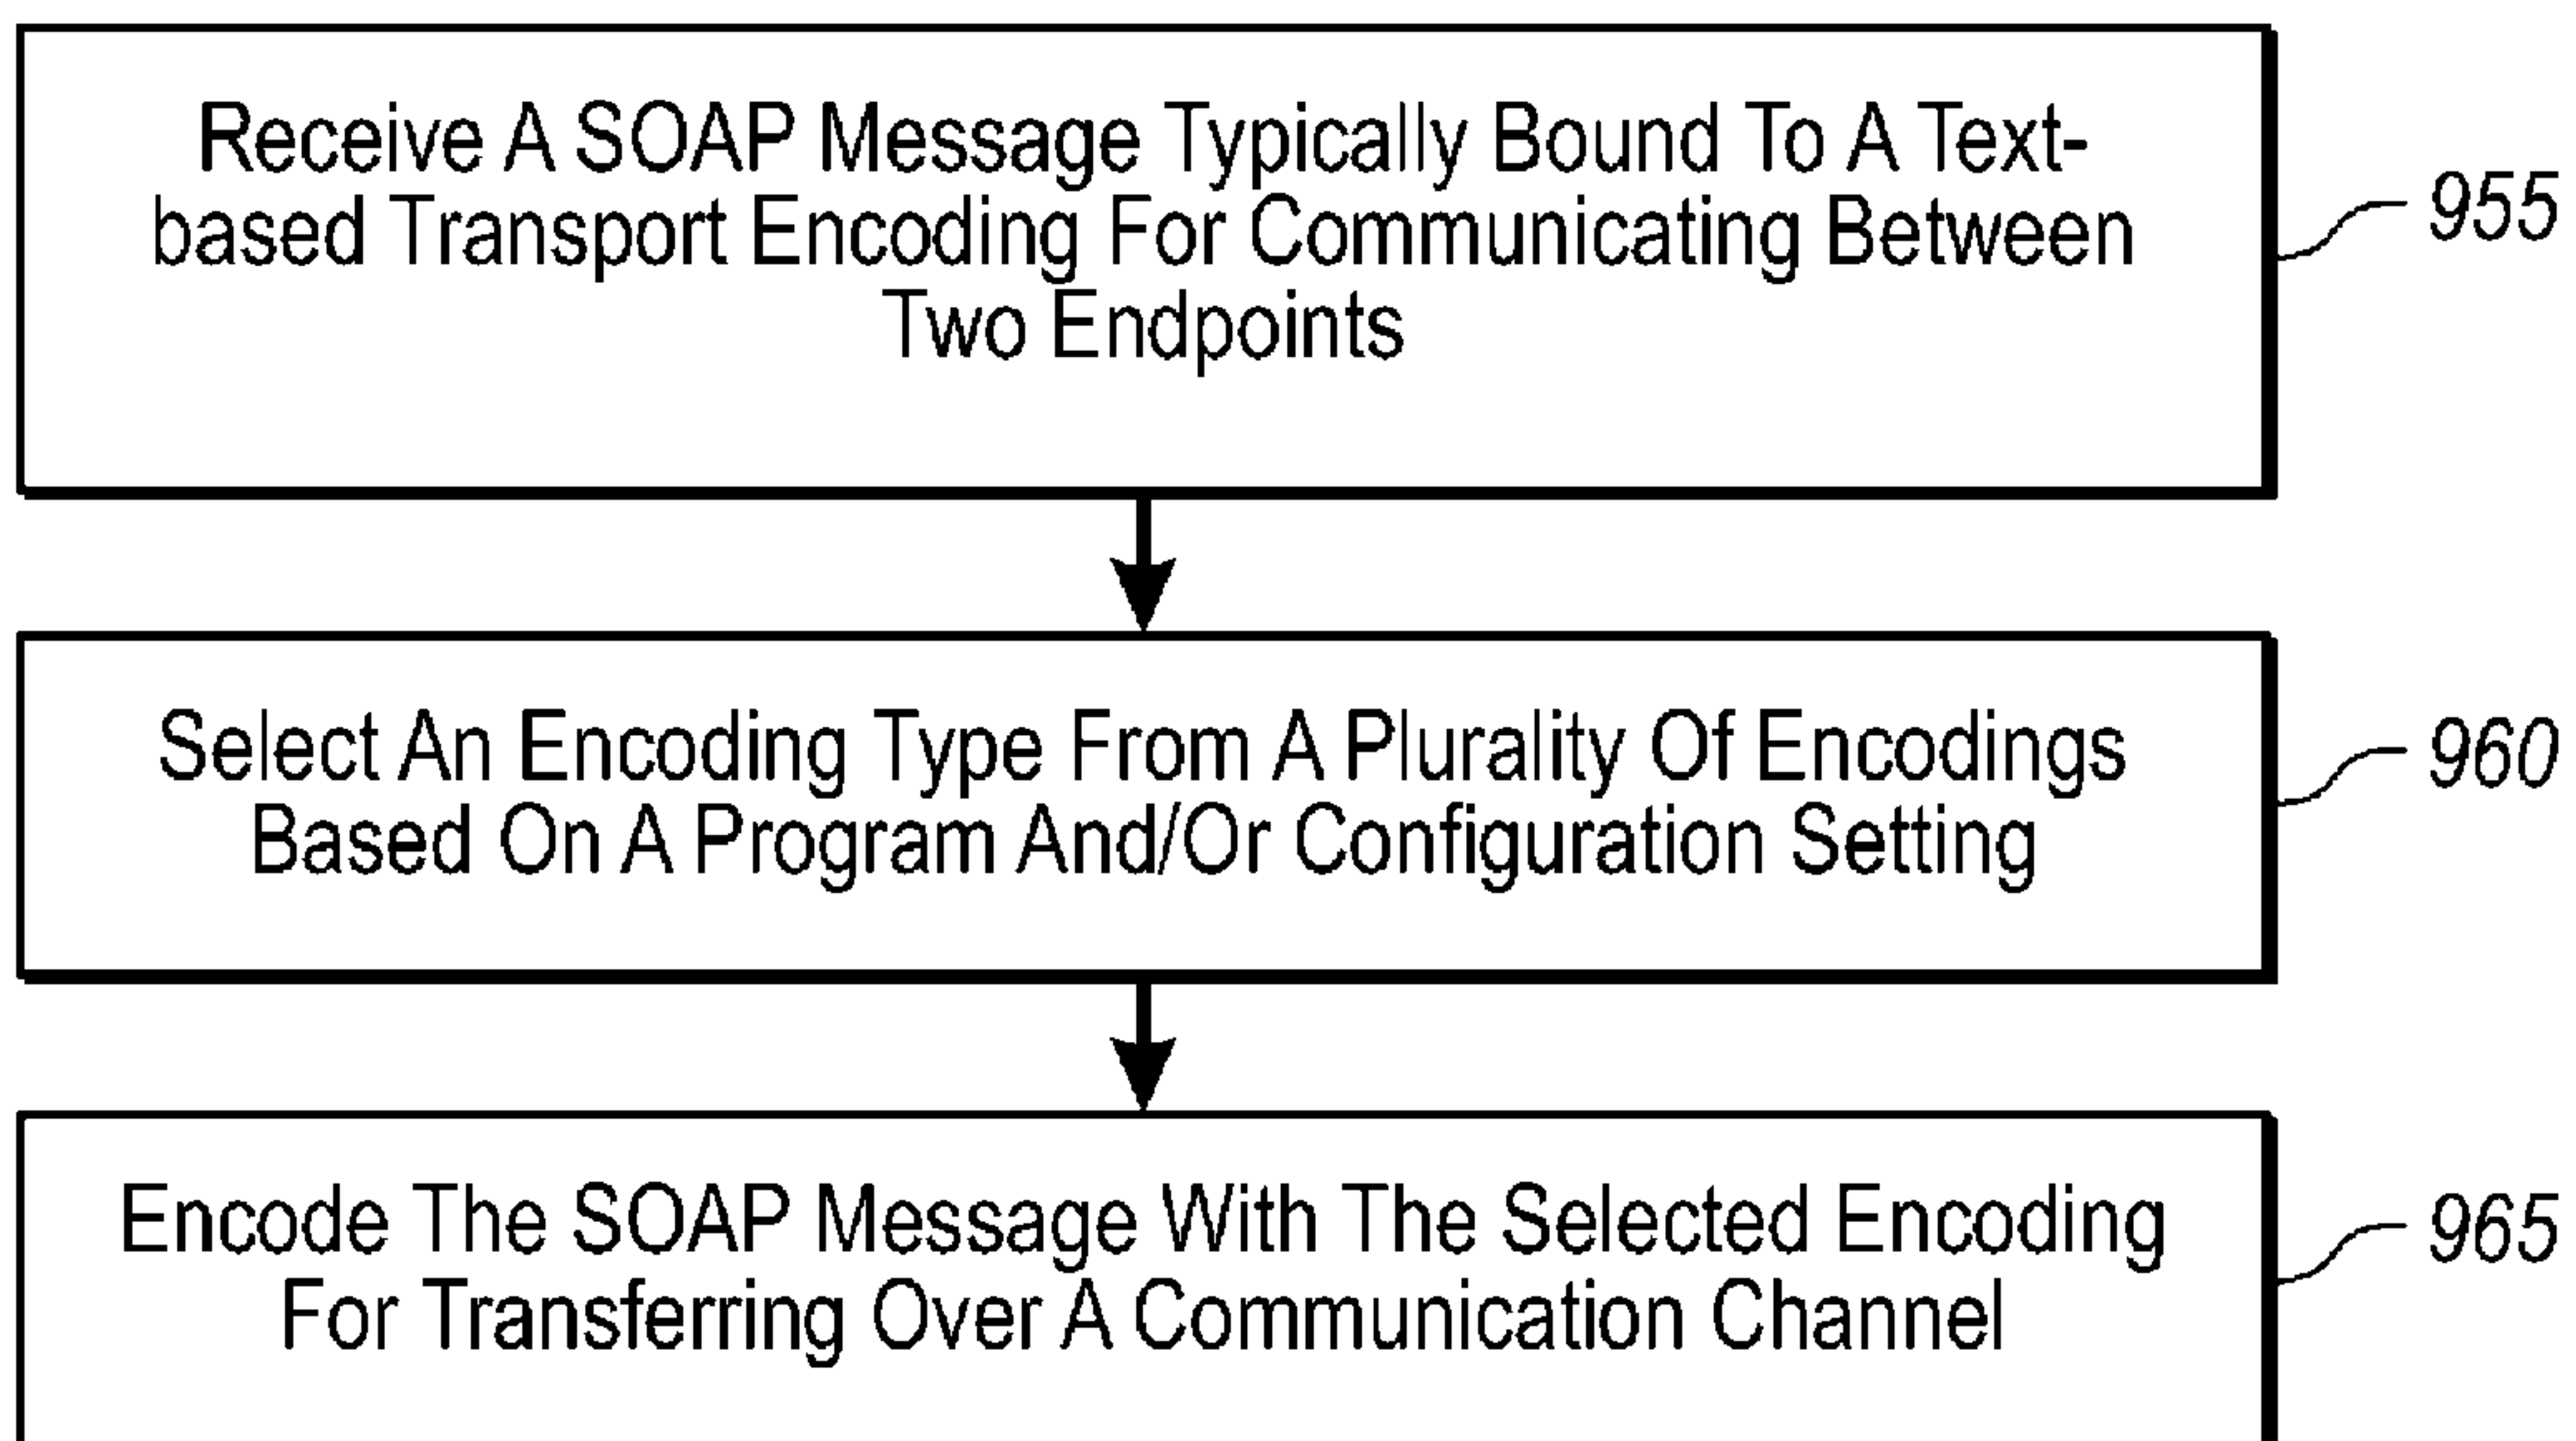 Receive A SOAP Message Typically Bound To A Text-
based Transport Encoding For Communicating Between
Two Endpoints
955
Select An Encoding Type From A Plurality Of Encodings
Based On A Program And/Or Configuration Setting
960
Encode The SOAP Message With The Selected Encoding
For Transferring Over A Communication Channel
965